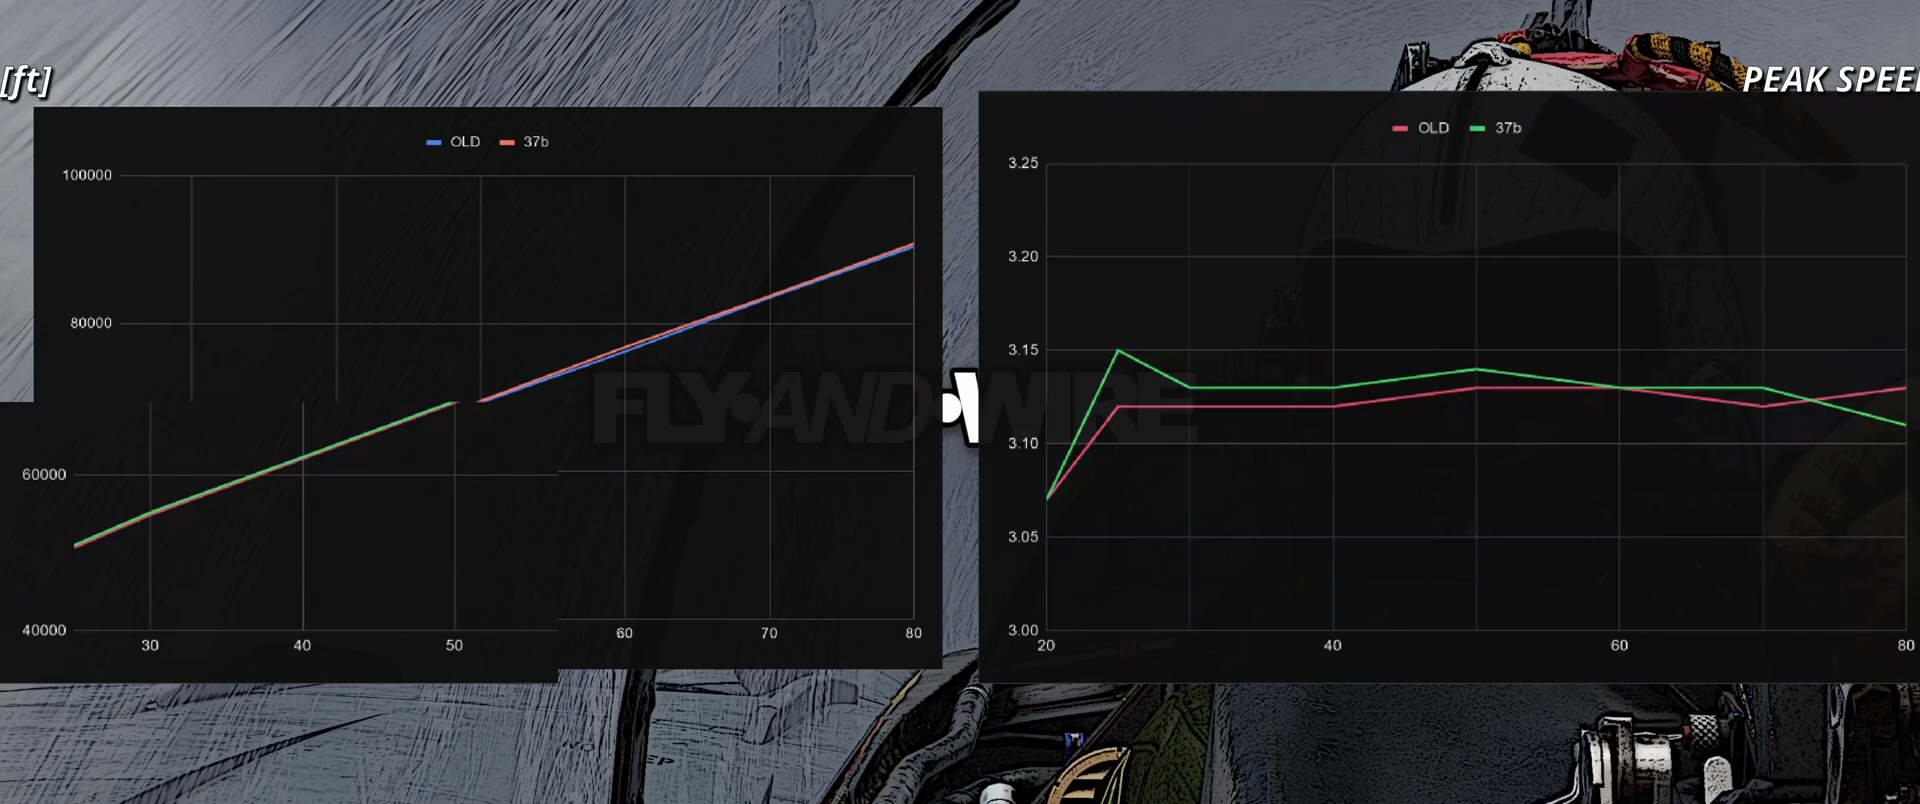 [ft]
PEAK SPEE
OLD 37b
100000
80000
60000
40000
30 40 50 60 70 80
FLY•AND•WIRE
OLD 37b
3.25
3.20
3.15
3.10
3.05
3.00
20 40 60 80